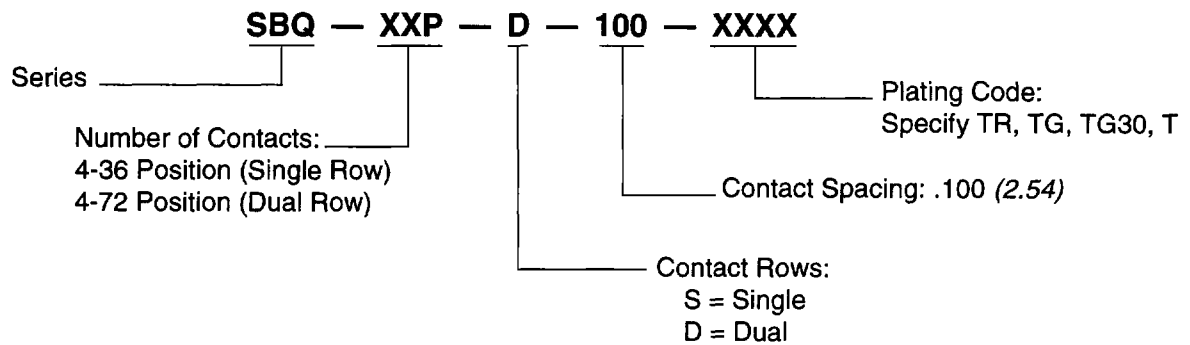 SBQ — XXP — D — 100 — XXXX
Series
Plating Code:
Specify TR, TG, TG30, T
Number of Contacts:
4-36 Position (Single Row)
4-72 Position (Dual Row)
Contact Spacing: .100 (2.54)
Contact Rows:
S = Single
D = Dual